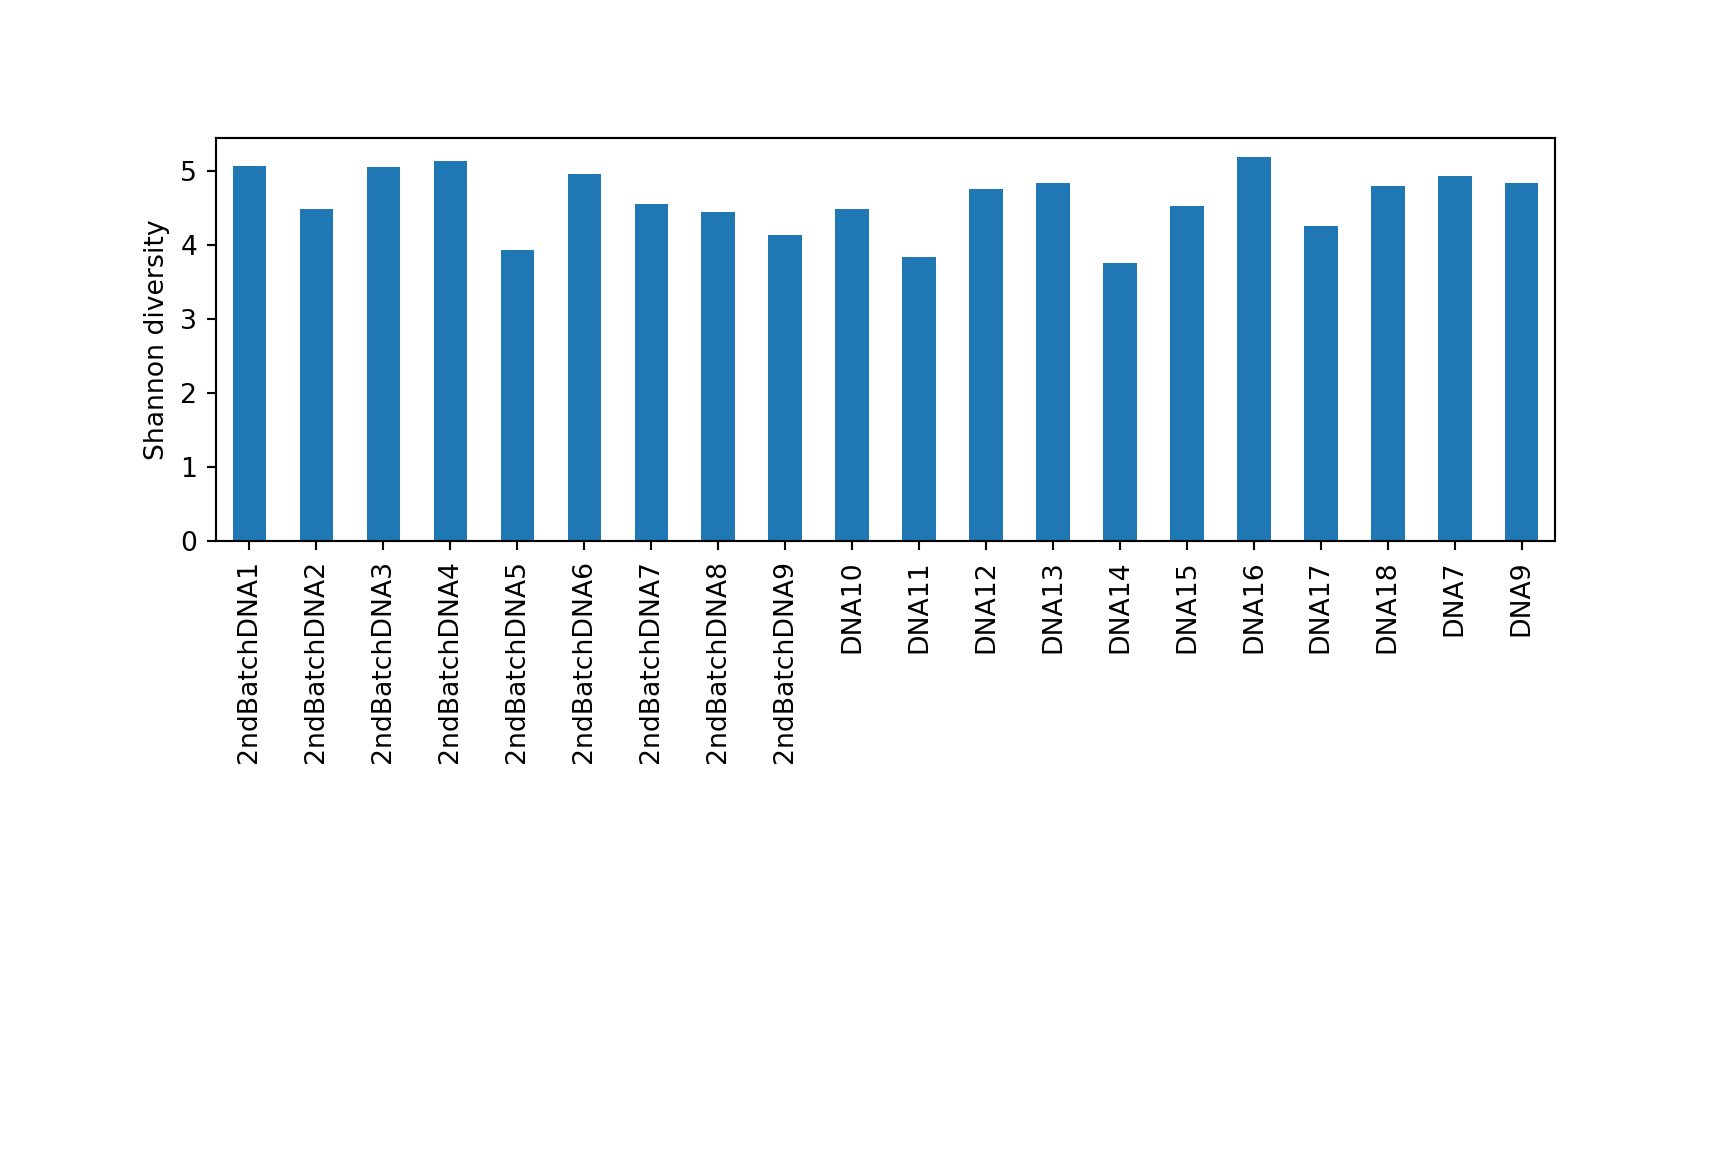 Shannon diversity
5
4
3
2
1
0
2ndBatchDNA1
2ndBatchDNA2
2ndBatchDNA3
2ndBatchDNA4
2ndBatchDNA5
2ndBatchDNA6
2ndBatchDNA7
2ndBatchDNA8
2ndBatchDNA9
DNA10
DNA11
DNA12
DNA13
DNA14
DNA15
DNA16
DNA17
DNA18
DNA7
DNA9